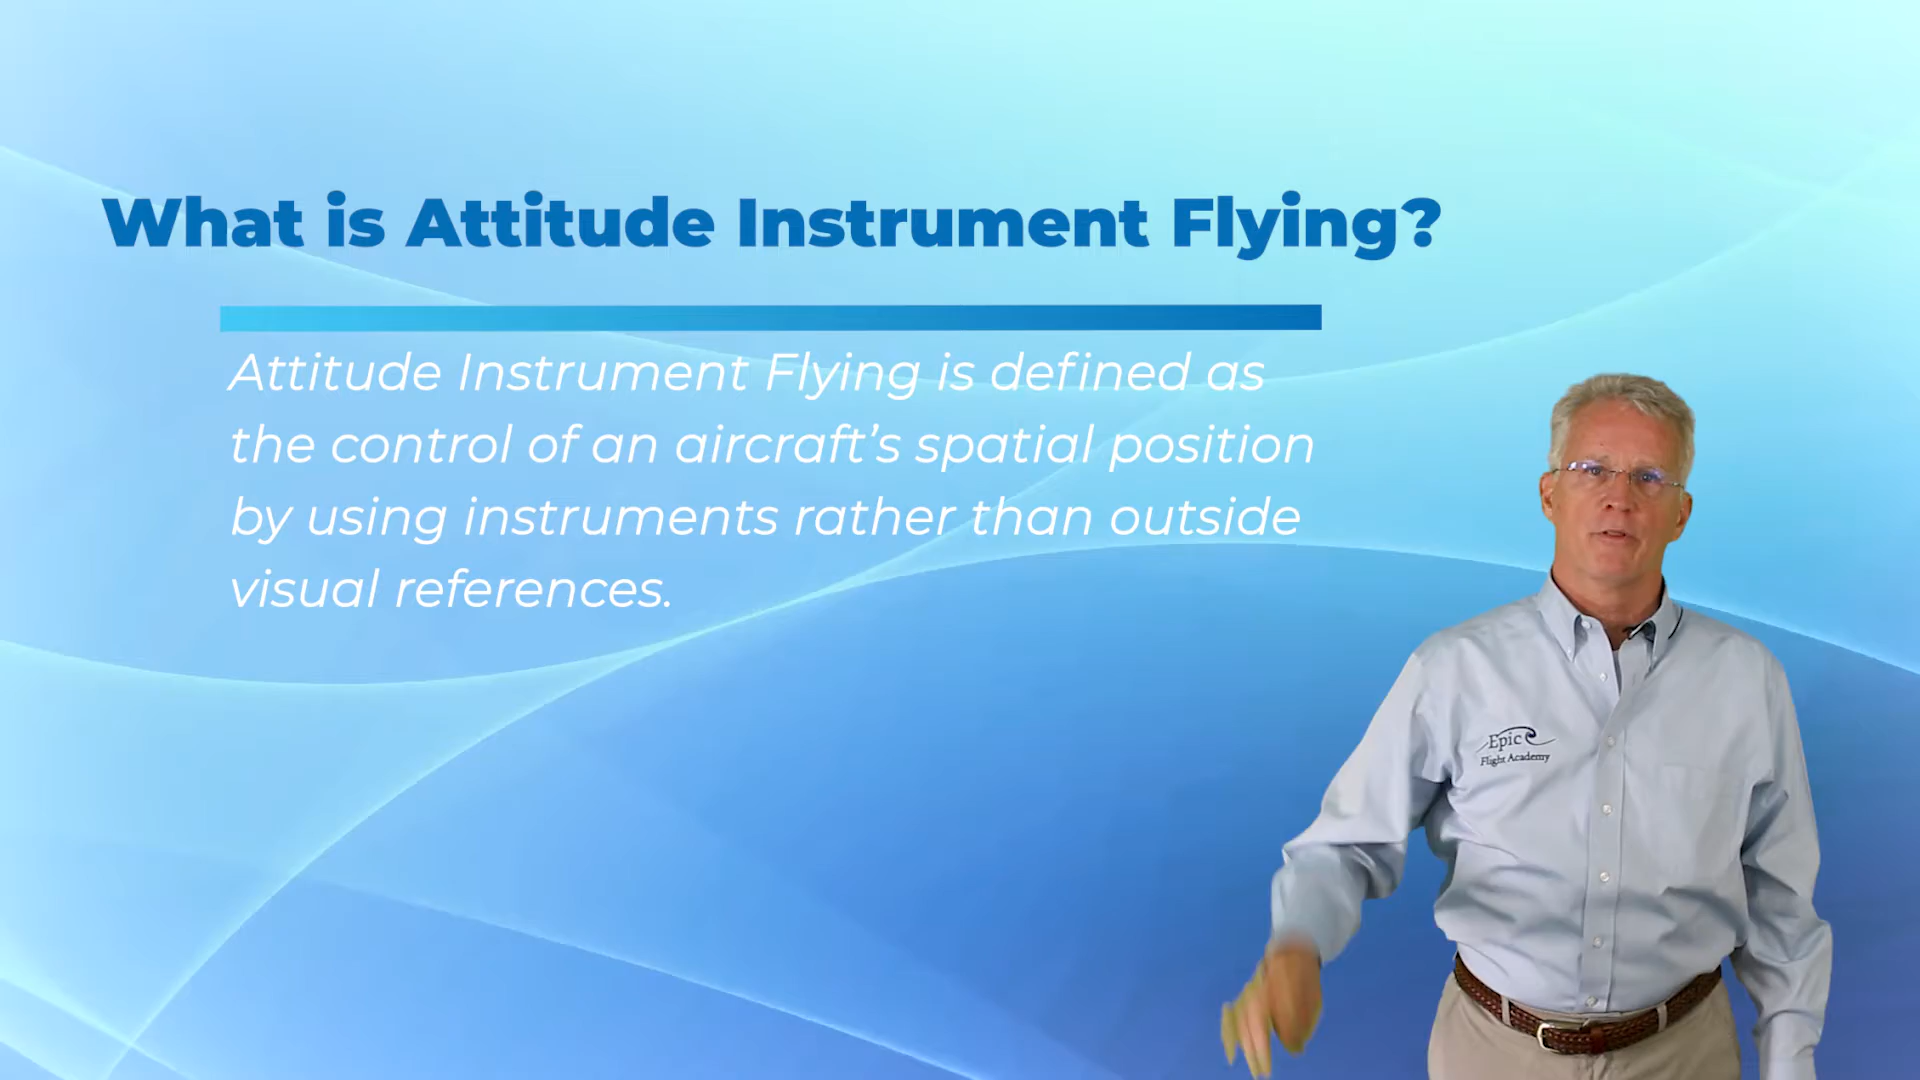 What is Attitude Instrument Flying?
Attitude Instrument Flying is defined as
the control of an aircraft’s spatial position
by using instruments rather than outside
visual references.
Epic
Flight Academy